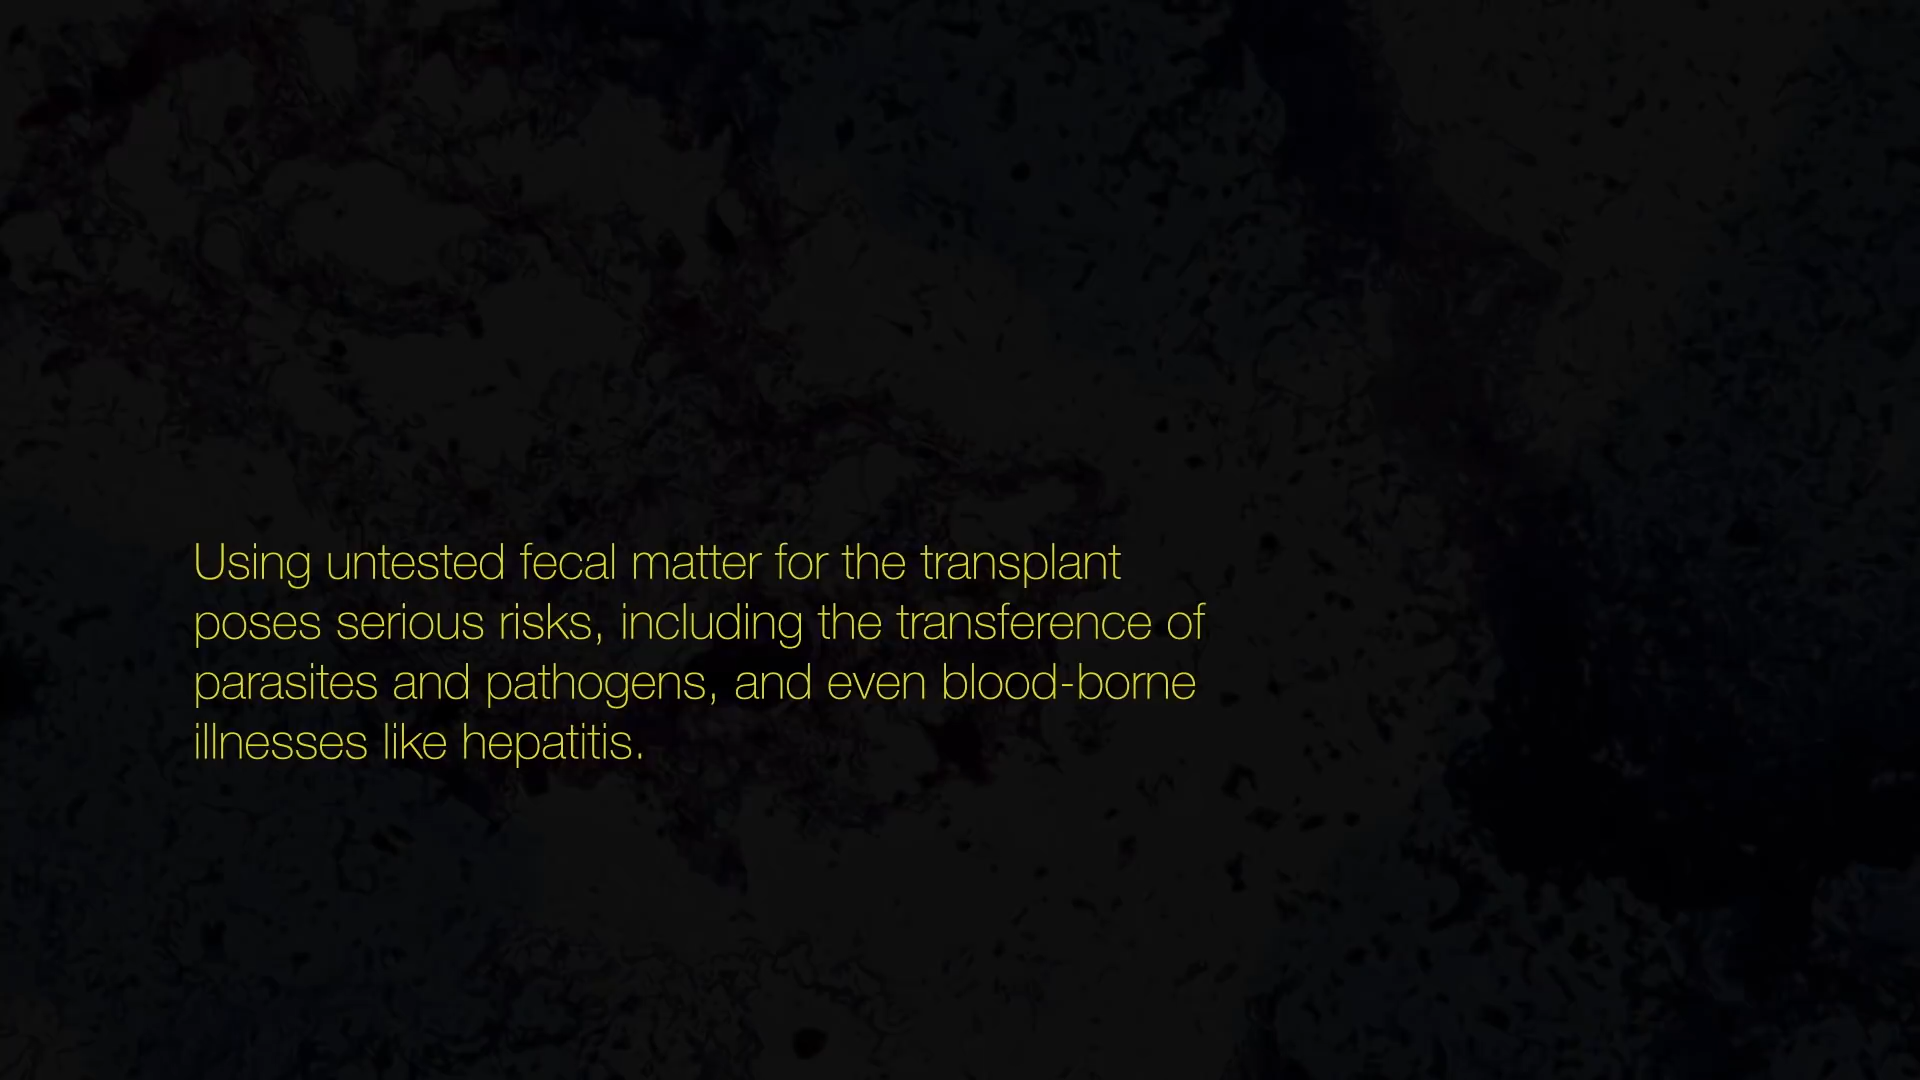 Using untested fecal matter for the transplant
poses serious risks, including the transference of
parasites and pathogens, and even blood-borne
illnesses like hepatitis.